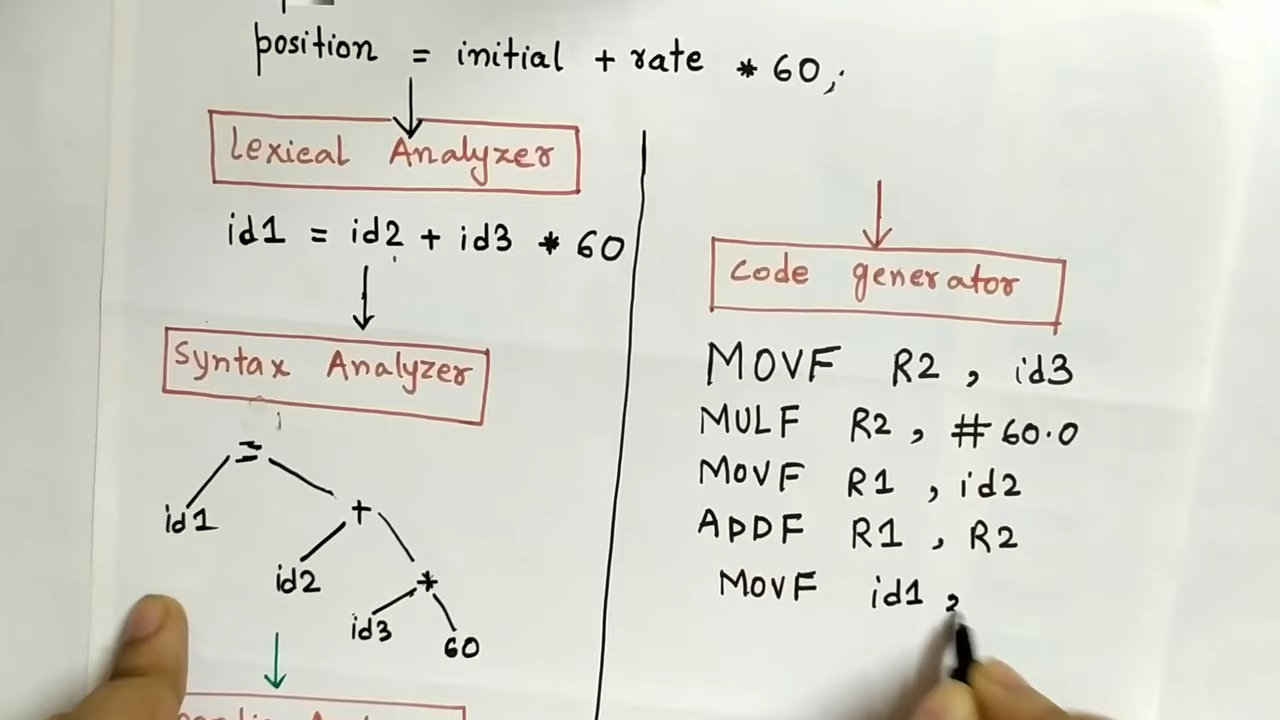 position = initial + rate * 60;
Lexical Analyzer
id1 = id2 + id3 * 60
Syntax Analyzer
=
id1 +
id2 *
id3 60
Code generator
MOVF R2, id3
MULF R2, #60.0
MOVF R1, id2
ADDF R1, R2
MOVF id1,